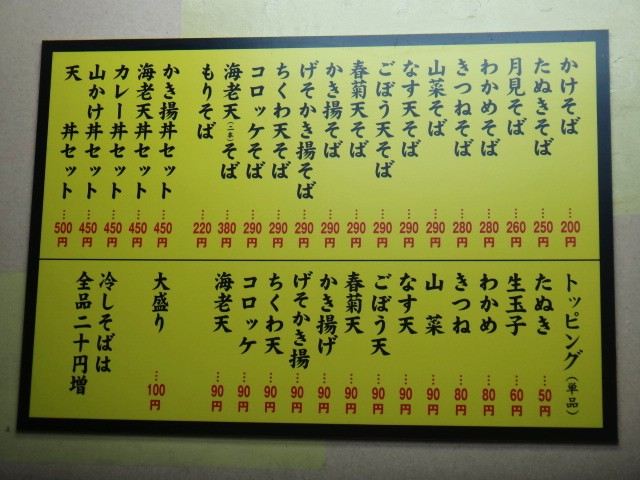 かけそば…200円
たぬきそば…250円
月見そば…260円
わかめそば…280円
きつねそば…280円
山菜そば…290円
なす天そば…290円
ごぼう天そば…290円
春菊天そば…290円
かき揚そば…290円
げそかき揚そば…290円
ちくわ天そば…290円
コロッケそば…290円
海老天(二本)そば…380円
もりそば…220円
かき揚丼セット…450円
海老天丼セット…450円
カレー丼セット…450円
山かけ丼セット…450円
天丼セット…500円
トッピング(単品)
たぬき…50円
生玉子…60円
わかめ…80円
きつね…80円
山菜…90円
なす天…90円
ごぼう天…90円
春菊天…90円
かき揚げ…90円
げそかき揚…90円
ちくわ天…90円
コロッケ…90円
海老天…90円
大盛り…100円
冷しそばは
全品二十円増